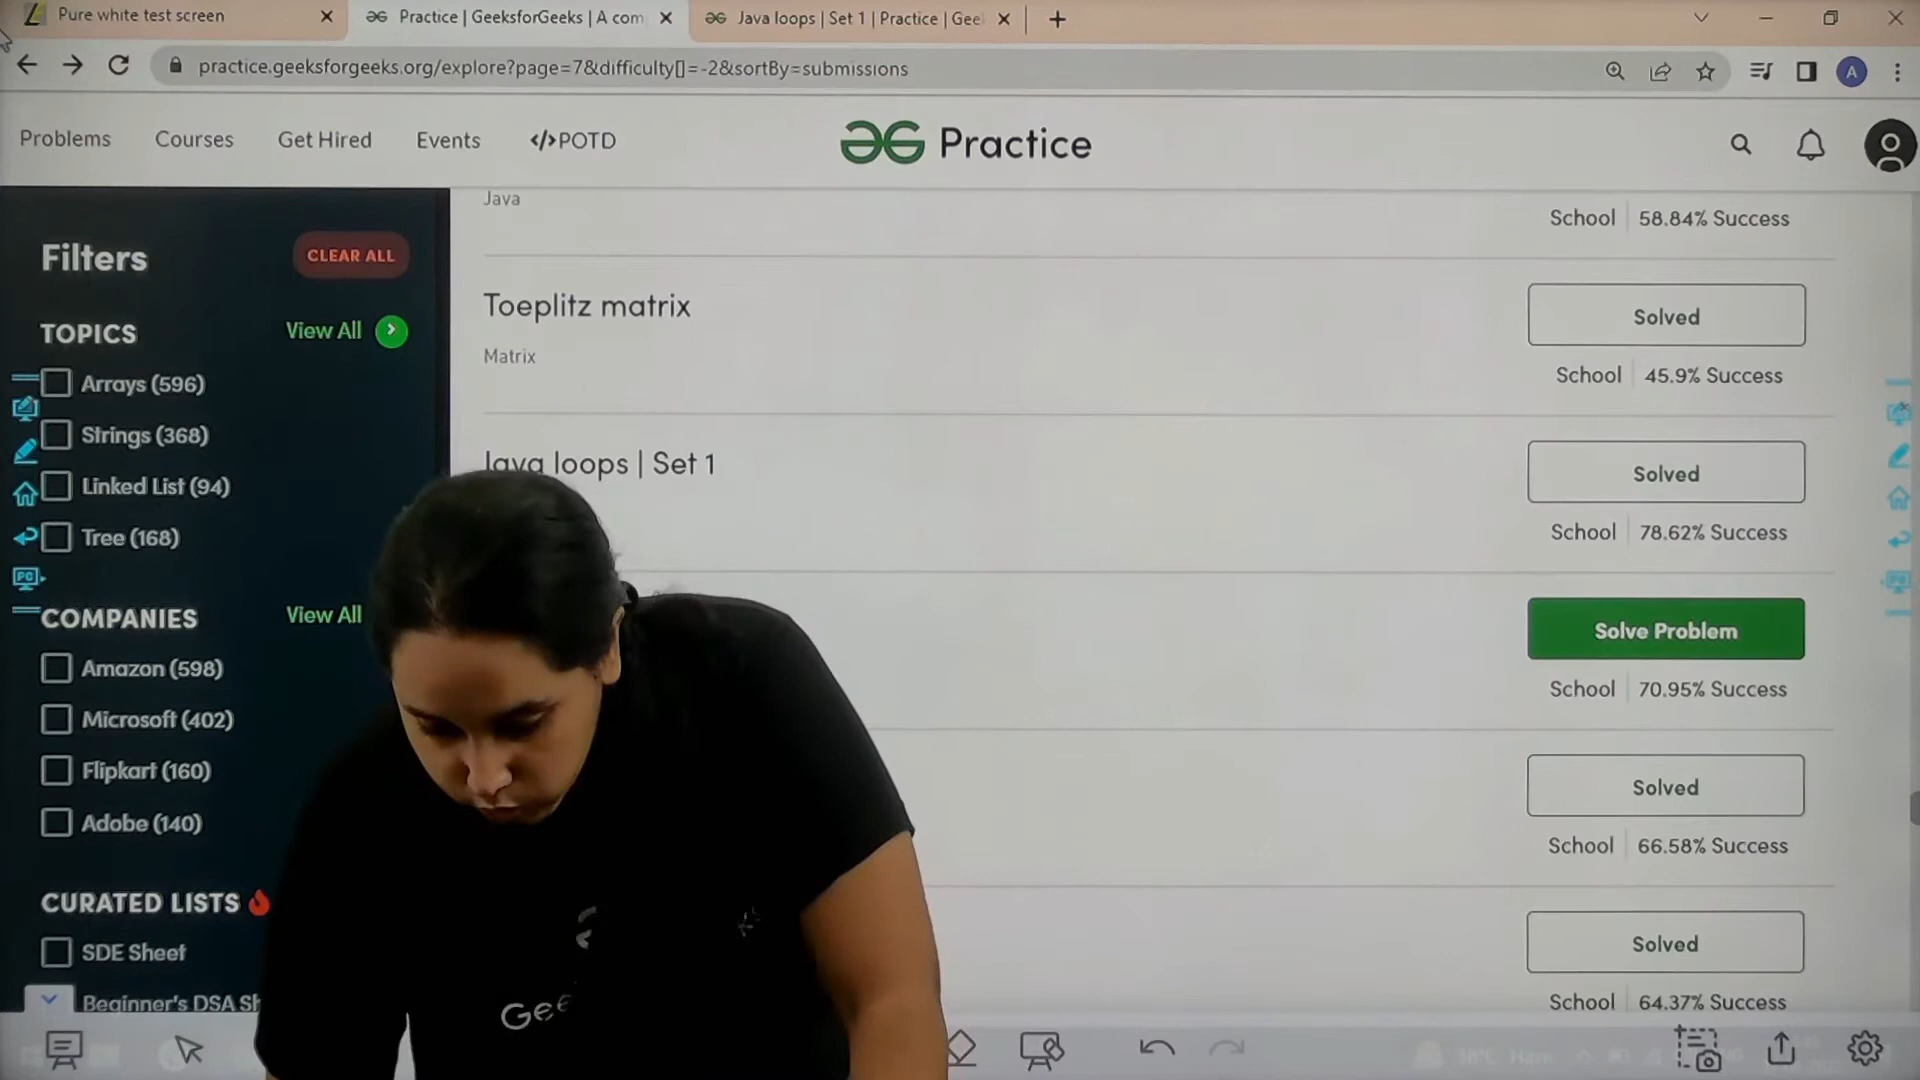 Pure white test screen
Practice | GeeksforGeeks | A com
Java loops | Set 1 | Practice | Gee
practice.geeksforgeeks.org/explore?page=7&difficulty[]=-2&sortBy=submissions
A
Problems
Courses
Get Hired
Events
</>POTD
Practice
Filters
CLEAR ALL
TOPICS
View All
Arrays (596)
Strings (368)
Linked List (94)
Tree (168)
PC
COMPANIES
View All
Amazon (598)
Microsoft (402)
Flipkart (160)
Adobe (140)
CURATED LISTS
SDE Sheet
Beginner's DSA Sh
Java
School | 58.84% Success
Toeplitz matrix
Matrix
Solved
School | 45.9% Success
Java loops | Set 1
Solved
School | 78.62% Success
Solve Problem
School | 70.95% Success
Solved
School | 66.58% Success
Solved
School | 64.37% Success
Gee